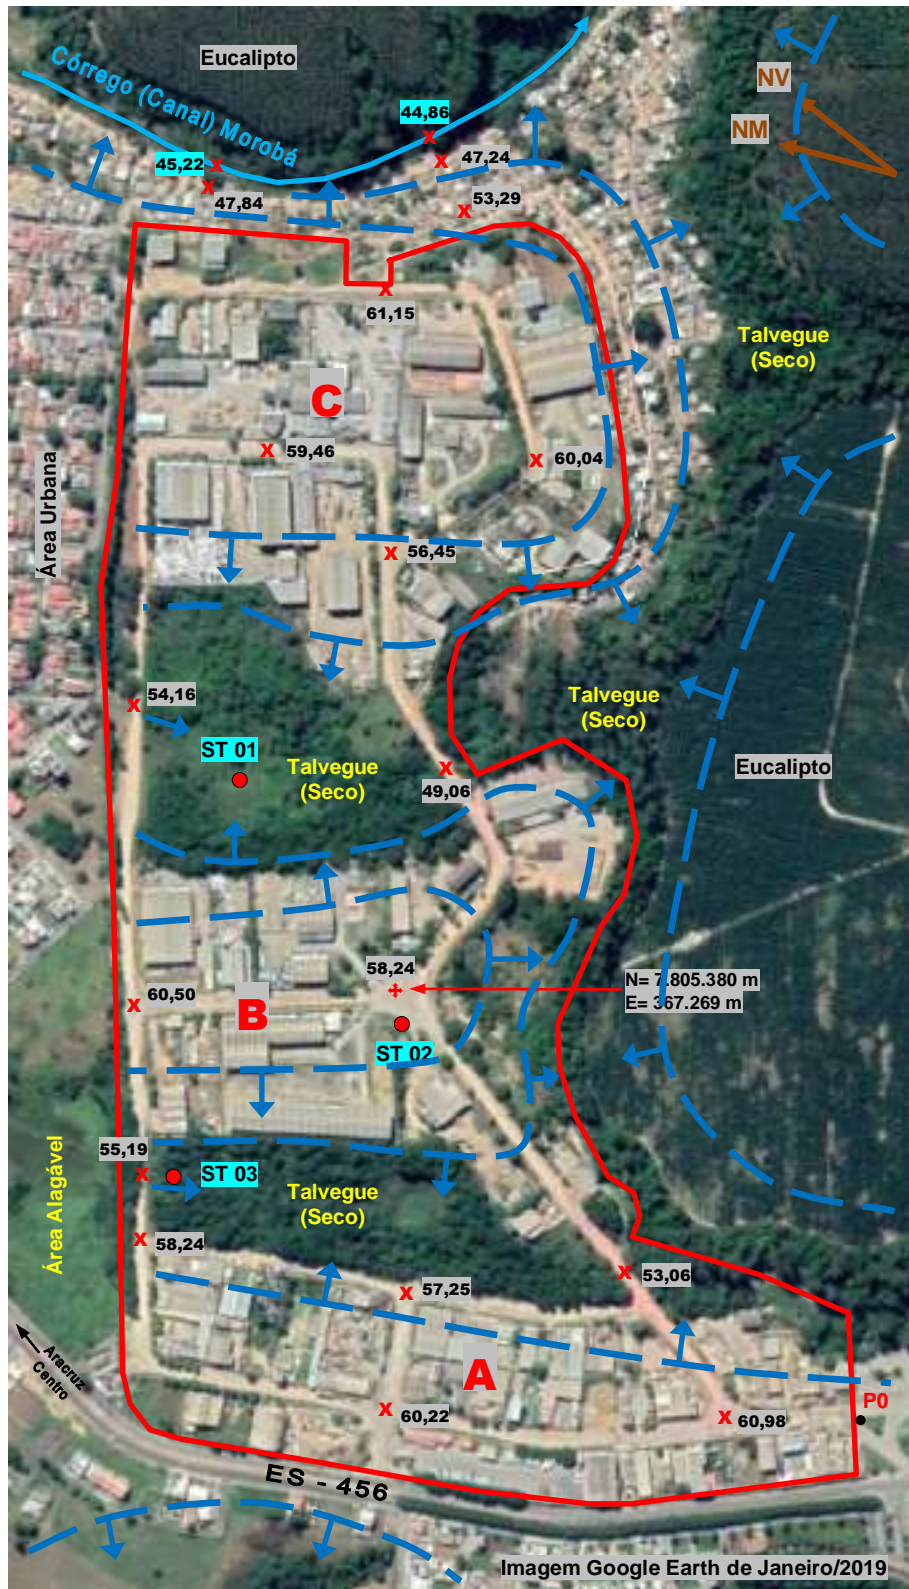 Eucalipto
NV
Córrego (Canal) Morobá
44,86
NM
45,22
47,24
47,84
53,29
61,15
Talvegue
(Seco)
C
59,46
60,04
Área Urbana
56,45
54,16
Talvegue
(Seco)
ST 01
Talvegue
(Seco)
49,06
Eucalipto
58,24
N= 7.805.380 m
E= 367.269 m
60,50
B
ST 02
55,19
ST 03
Área Alagável
Talvegue
(Seco)
58,24
57,25
53,06
Aracruz
Centro
A
P0
60,22
60,98
ES - 456
Imagem Google Earth de Janeiro/2019